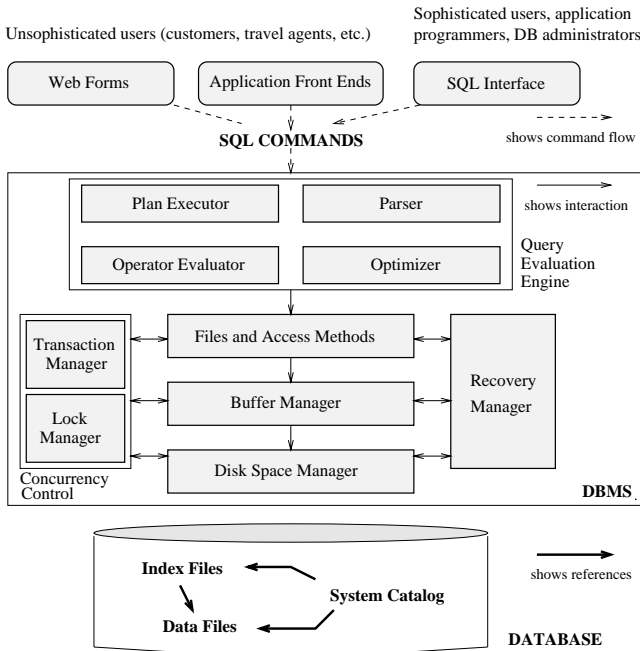 Unsophisticated users (customers, travel agents, etc.)
Sophisticated users, application
programmers, DB administrators
Web Forms
Application Front Ends
SQL Interface
SQL COMMANDS
shows command flow
Plan Executor
Parser
shows interaction
Operator Evaluator
Optimizer
Query
Evaluation
Engine
Transaction
Manager
Files and Access Methods
Recovery
Manager
Lock
Manager
Buffer Manager
Disk Space Manager
Concurrency
Control
DBMS
Index Files
shows references
System Catalog
Data Files
DATABASE